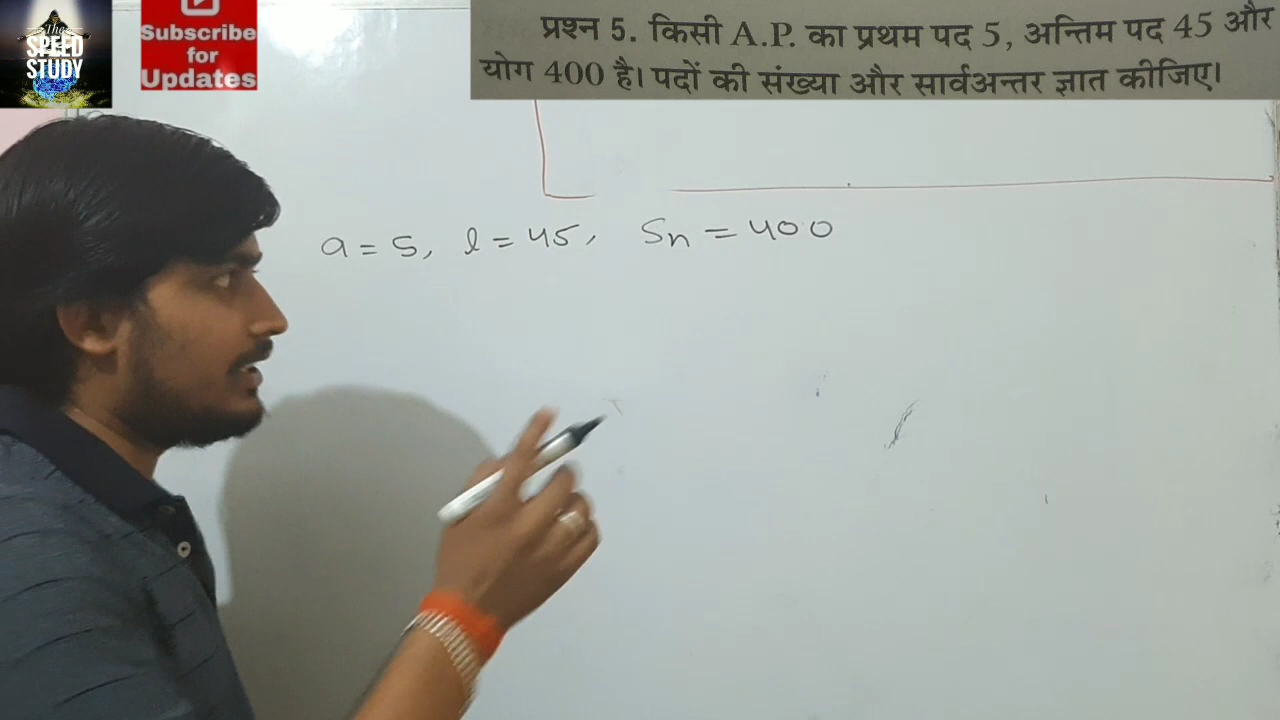 The
SPEED
STUDY
Subscribe
for
Updates
प्रश्न 5. किसी A.P. का प्रथम पद 5, अन्तिम पद 45 और
योग 400 है। पदों की संख्या और सार्वअन्तर ज्ञात कीजिए।
a = 5, l = 45, Sn = 400